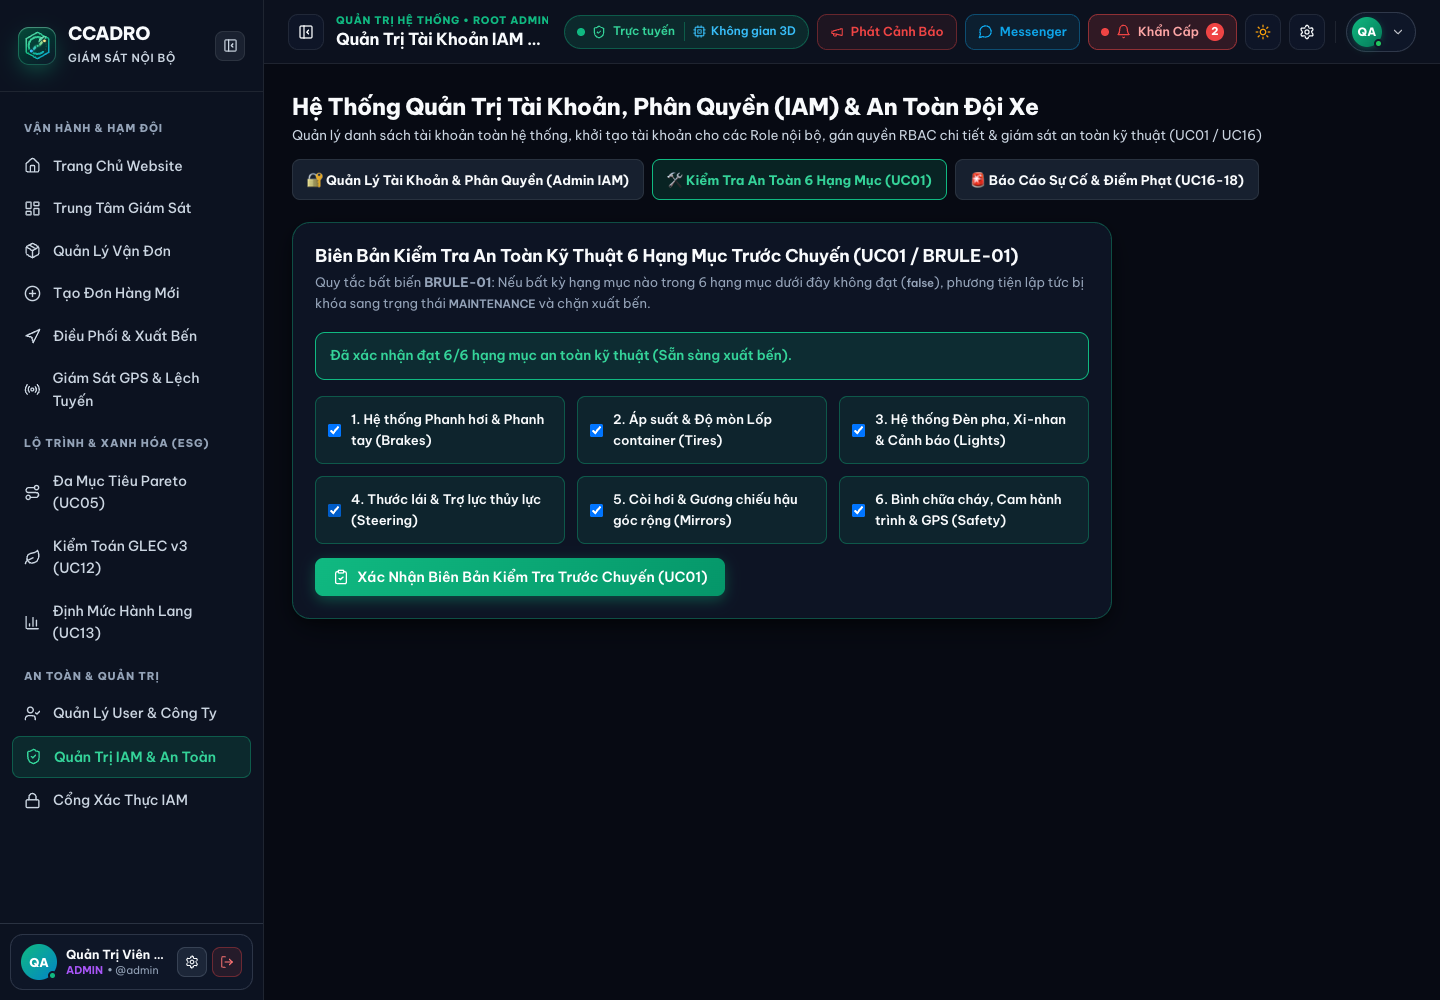 CCADRO
GIÁM SÁT NỘI BỘ
VẬN HÀNH & HẠM ĐỘI
Trang Chủ Website
Trung Tâm Giám Sát
Quản Lý Vận Đơn
Tạo Đơn Hàng Mới
Điều Phối & Xuất Bến
Giám Sát GPS & Lệch
Tuyến
LỘ TRÌNH & XANH HÓA (ESG)
Đa Mục Tiêu Pareto
(UC05)
Kiểm Toán GLEC v3
(UC12)
Định Mức Hành Lang
(UC13)
AN TOÀN & QUẢN TRỊ
Quản Lý User & Công Ty
Quản Trị IAM & An Toàn
Cổng Xác Thực IAM
QA
Quản Trị Viên ...
ADMIN • @admin
QUẢN TRỊ HỆ THỐNG • ROOT ADMIN
Quản Trị Tài Khoản IAM ...
Trực tuyến
Không gian 3D
Phát Cảnh Báo
Messenger
Khẩn Cấp 2
QA
Hệ Thống Quản Trị Tài Khoản, Phân Quyền (IAM) & An Toàn Đội Xe
Quản lý danh sách tài khoản toàn hệ thống, khởi tạo tài khoản cho các Role nội bộ, gán quyền RBAC chi tiết & giám sát an toàn kỹ thuật (UC01 / UC16)
🔐 Quản Lý Tài Khoản & Phân Quyền (Admin IAM)
🛠️ Kiểm Tra An Toàn 6 Hạng Mục (UC01)
🚨 Báo Cáo Sự Cố & Điểm Phạt (UC16-18)
Biên Bản Kiểm Tra An Toàn Kỹ Thuật 6 Hạng Mục Trước Chuyến (UC01 / BRULE-01)
Quy tắc bất biến BRULE-01: Nếu bất kỳ hạng mục nào trong 6 hạng mục dưới đây không đạt (false), phương tiện lập tức bị
khóa sang trạng thái MAINTENANCE và chặn xuất bến.
Đã xác nhận đạt 6/6 hạng mục an toàn kỹ thuật (Sẵn sàng xuất bến).
1. Hệ thống Phanh hơi & Phanh
tay (Brakes)
2. Áp suất & Độ mòn Lốp
container (Tires)
3. Hệ thống Đèn pha, Xi-nhan
& Cảnh báo (Lights)
4. Thước lái & Trợ lực thủy lực
(Steering)
5. Còi hơi & Gương chiếu hậu
góc rộng (Mirrors)
6. Bình chữa cháy, Cam hành
trình & GPS (Safety)
Xác Nhận Biên Bản Kiểm Tra Trước Chuyến (UC01)